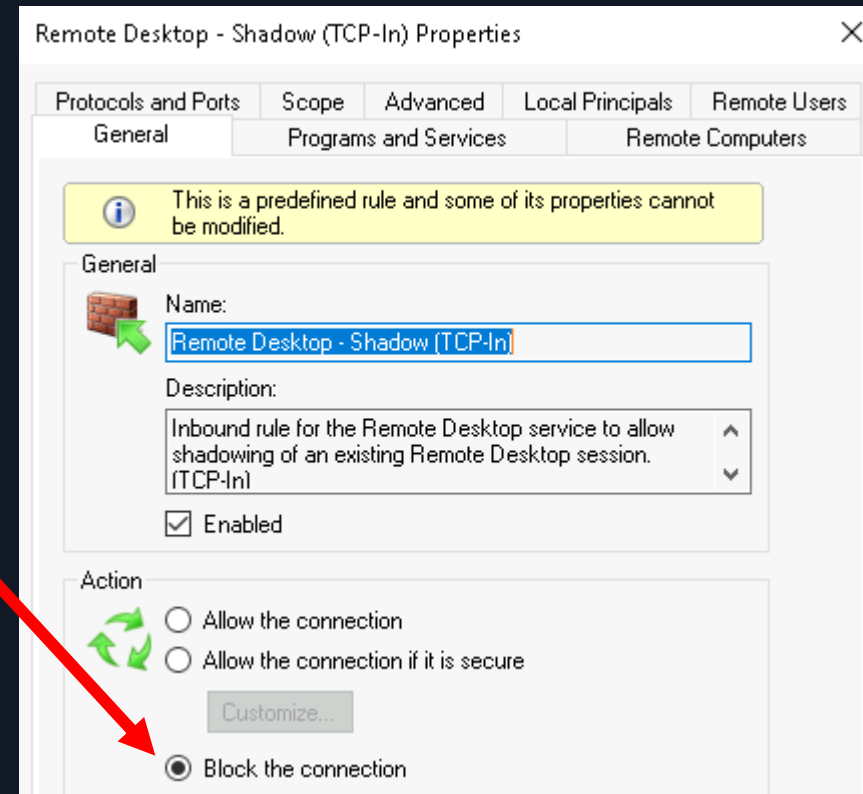 Remote Desktop - Shadow (TCP-In) Properties
Protocols and Ports Scope Advanced Local Principals Remote Users
General Programs and Services Remote Computers
This is a predefined rule and some of its properties cannot
be modified.
General
Name:
Remote Desktop - Shadow (TCP-In)
Description:
Inbound rule for the Remote Desktop service to allow
shadowing of an existing Remote Desktop session.
(TCP-In)
Enabled
Action
Allow the connection
Allow the connection if it is secure
Customize...
Block the connection